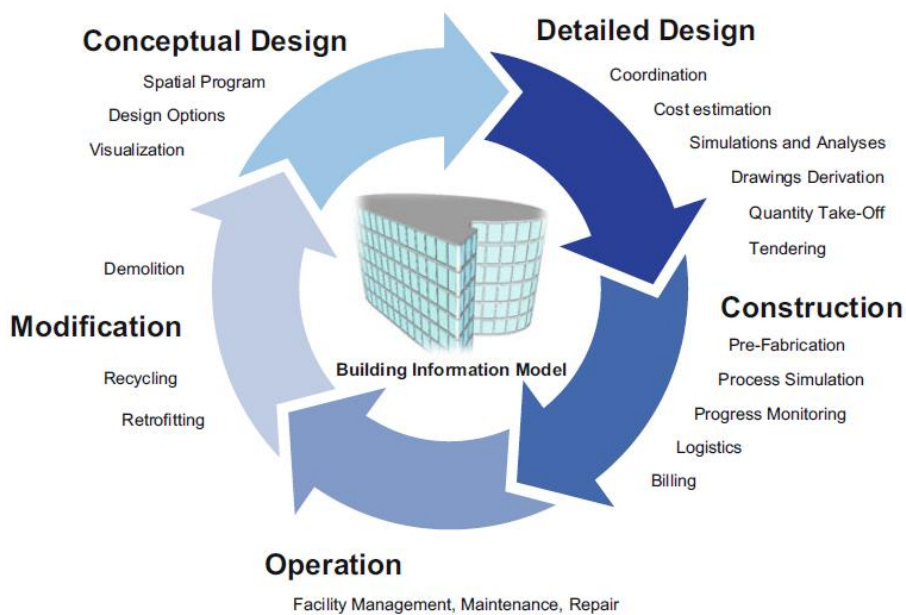 Conceptual Design
Spatial Program
Design Options
Visualization
Detailed Design
Coordination
Cost estimation
Simulations and Analyses
Drawings Derivation
Quantity Take-Off
Tendering
Construction
Pre-Fabrication
Process Simulation
Progress Monitoring
Logistics
Billing
Operation
Facility Management, Maintenance, Repair
Demolition
Modification
Recycling
Retrofitting
Building Information Model